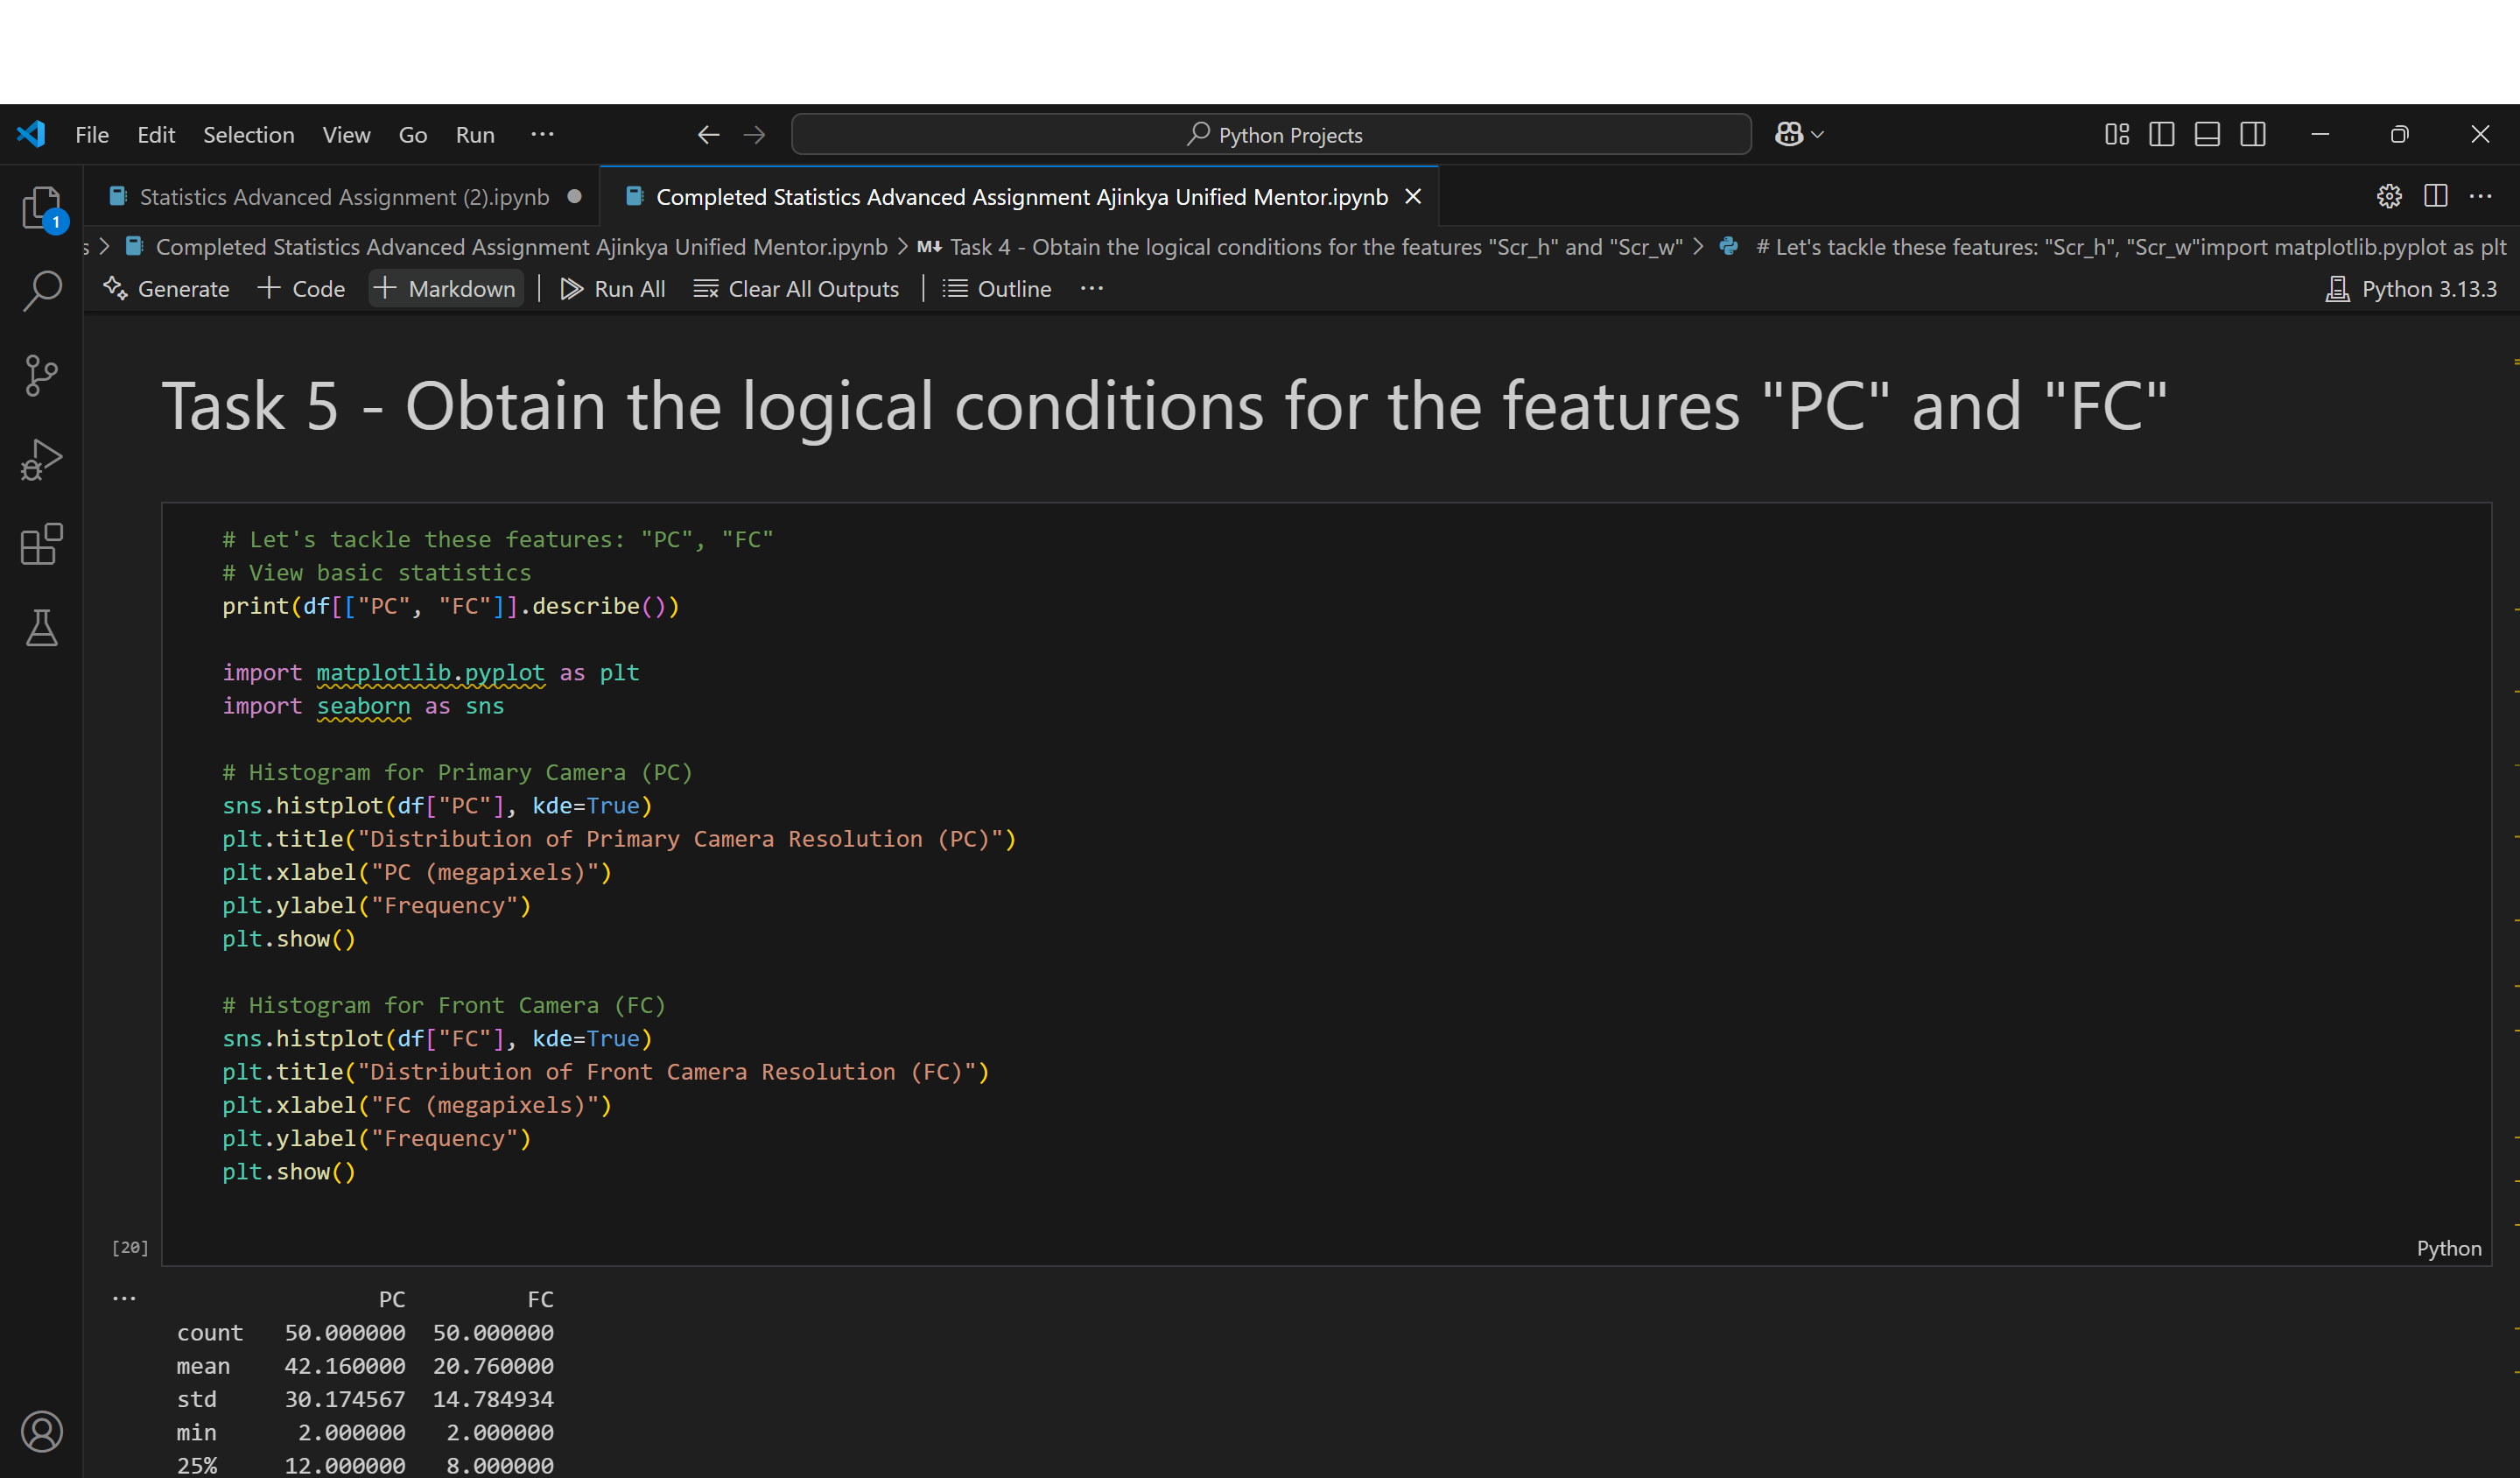 File Edit Selection View Go Run ··· Python Projects
1
Statistics Advanced Assignment (2).ipynb Completed Statistics Advanced Assignment Ajinkya Unified Mentor.ipynb
s > Completed Statistics Advanced Assignment Ajinkya Unified Mentor.ipynb > M↓ Task 4 - Obtain the logical conditions for the features "Scr_h" and "Scr_w" > # Let's tackle these features: "Scr_h", "Scr_w"import matplotlib.pyplot as plt
Generate + Code + Markdown | Run All Clear All Outputs | Outline ··· Python 3.13.3
Task 5 - Obtain the logical conditions for the features "PC" and "FC"
# Let's tackle these features: "PC", "FC"
# View basic statistics
print(df[["PC", "FC"]].describe())
import matplotlib.pyplot as plt
import seaborn as sns
# Histogram for Primary Camera (PC)
sns.histplot(df["PC"], kde=True)
plt.title("Distribution of Primary Camera Resolution (PC)")
plt.xlabel("PC (megapixels)")
plt.ylabel("Frequency")
plt.show()
# Histogram for Front Camera (FC)
sns.histplot(df["FC"], kde=True)
plt.title("Distribution of Front Camera Resolution (FC)")
plt.xlabel("FC (megapixels)")
plt.ylabel("Frequency")
plt.show()
[20] Python
··· PC FC
count 50.000000 50.000000
mean 42.160000 20.760000
std 30.174567 14.784934
min 2.000000 2.000000
25% 12.000000 8.000000